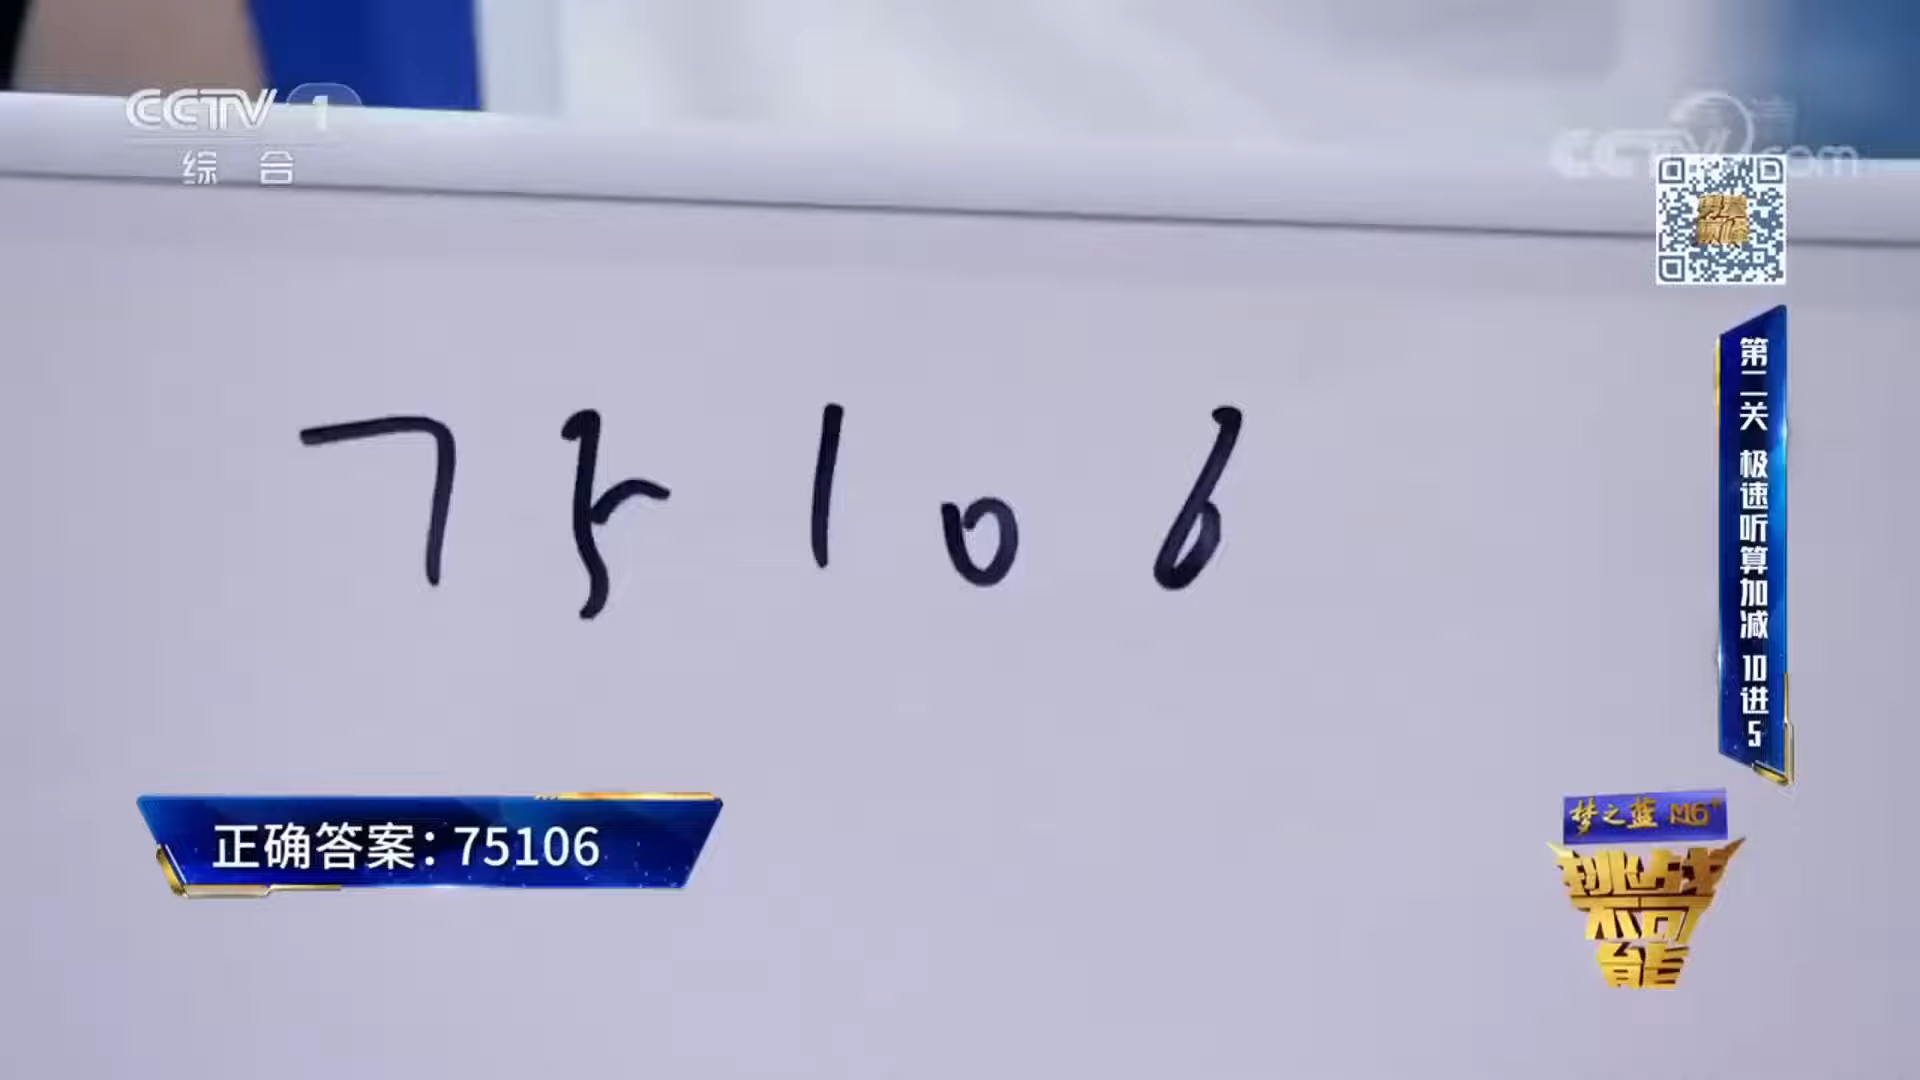 CCTV 1
综合
CCTV.com
75106
第二关 极速听算加减 10进5
正确答案：75106
梦之蓝 M6+
挑战
不可
能